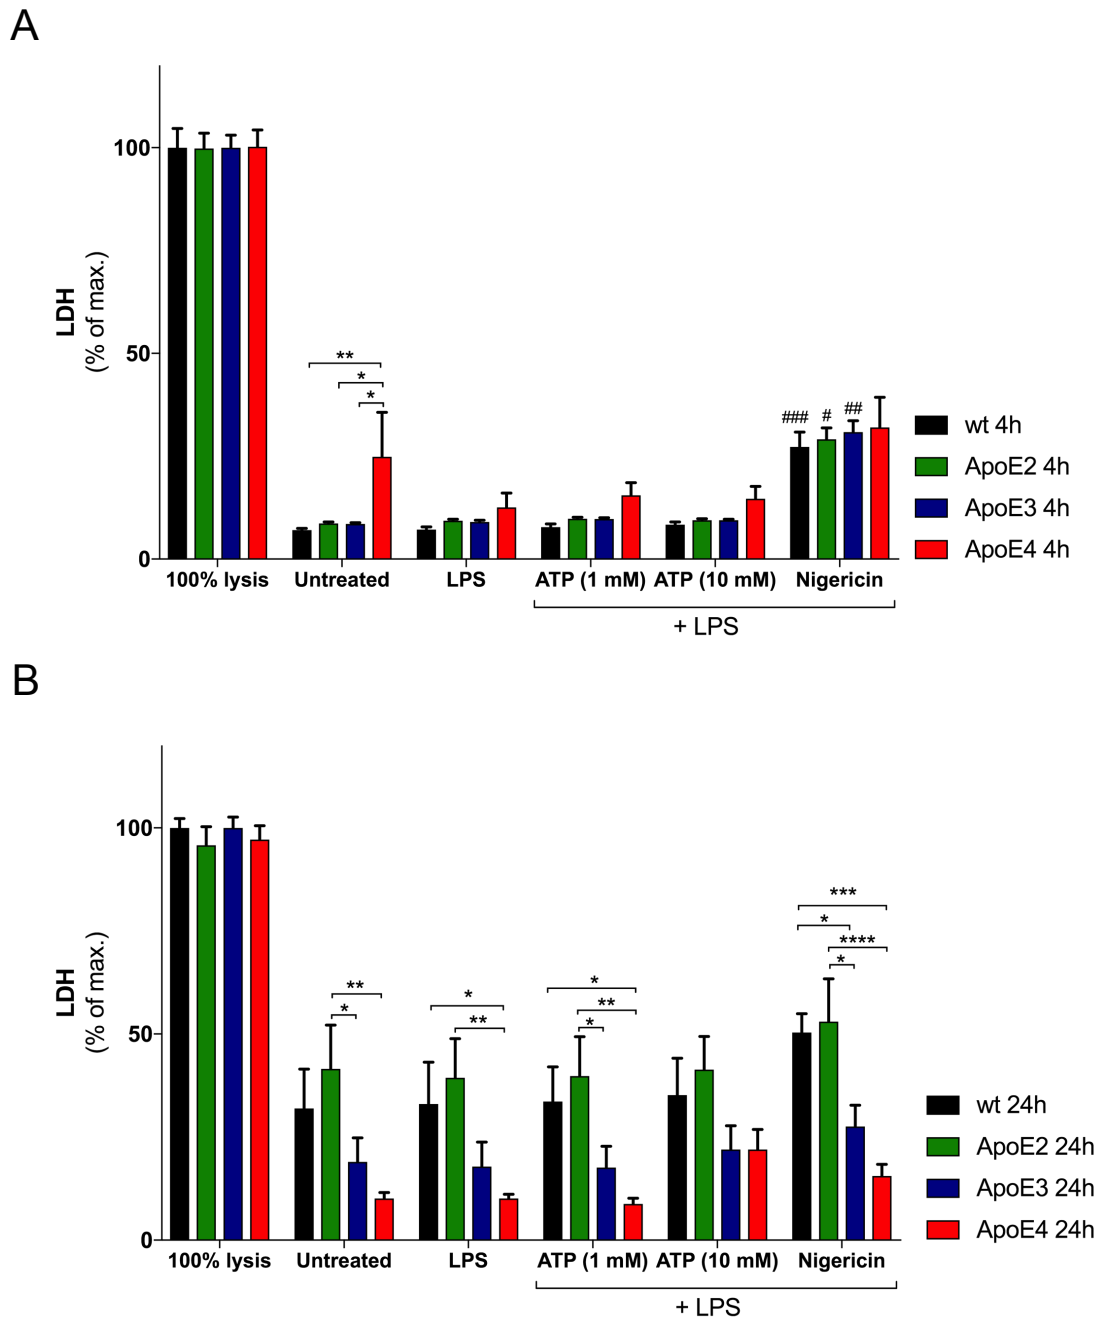 A
LDH
(% of max.)
100
50
0
**
*
*
###
#
##
100% lysis
Untreated
LPS
ATP (1 mM)
ATP (10 mM)
Nigericin
+ LPS
wt 4h
ApoE2 4h
ApoE3 4h
ApoE4 4h
B
LDH
(% of max.)
100
50
0
**
*
*
**
*
**
*
***
*
****
*
100% lysis
Untreated
LPS
ATP (1 mM)
ATP (10 mM)
Nigericin
+ LPS
wt 24h
ApoE2 24h
ApoE3 24h
ApoE4 24h